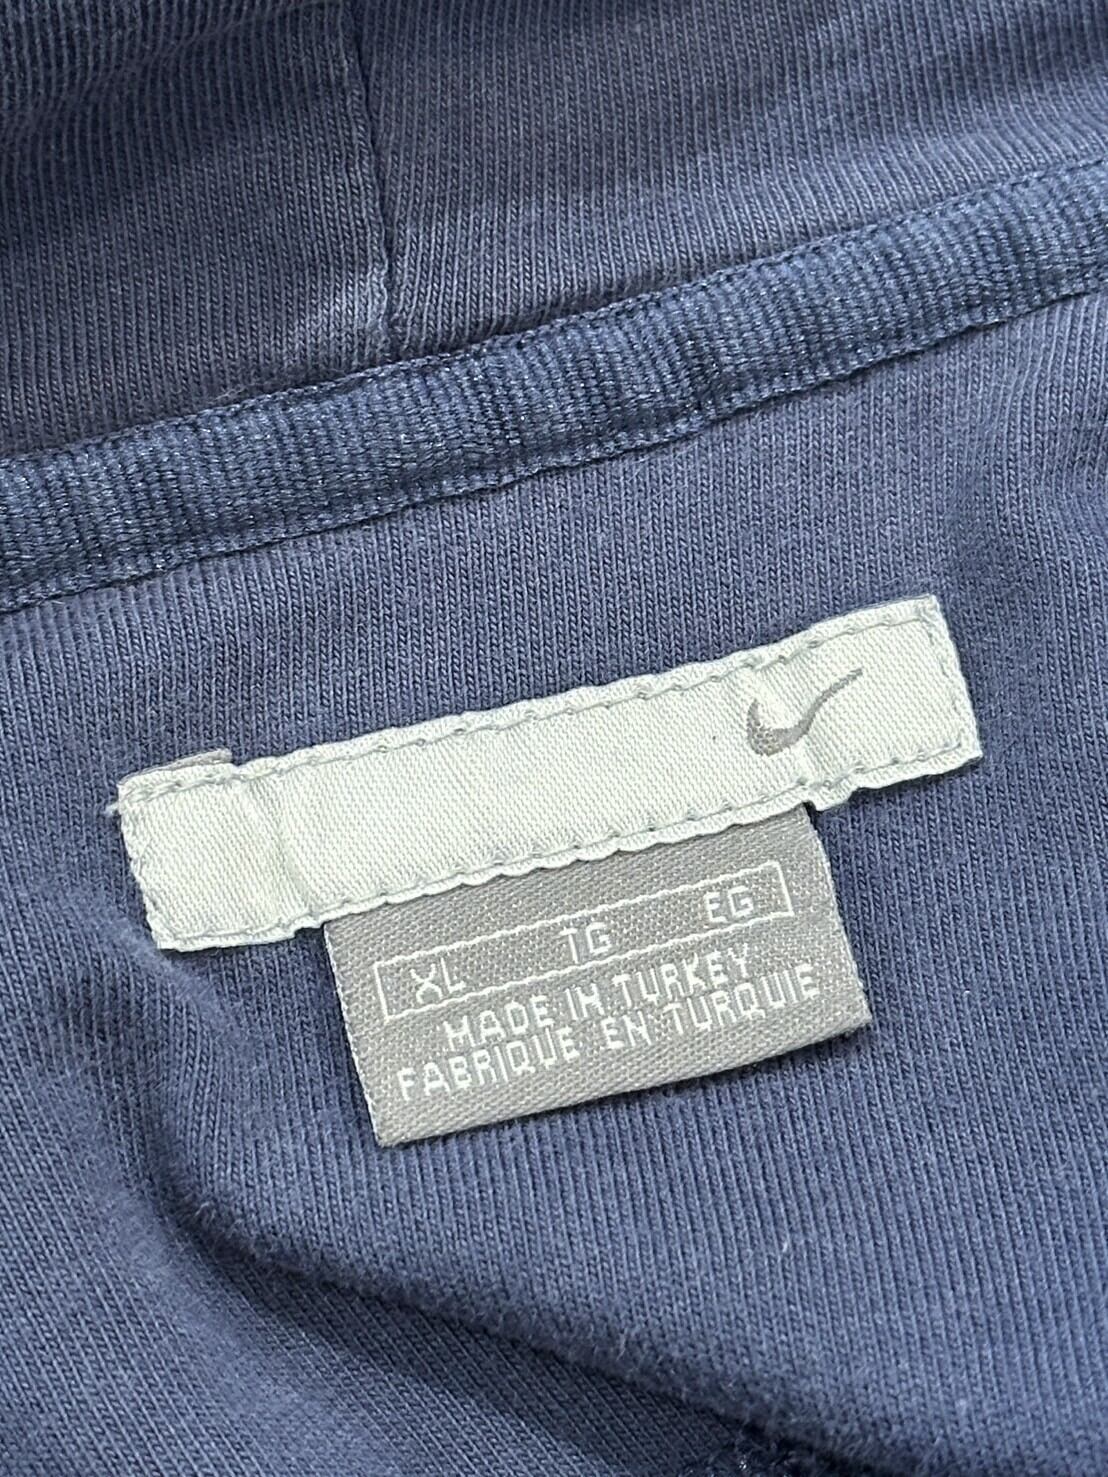 XL TG EG
MADE IN TURKEY
FABRIQUE EN TURQUIE